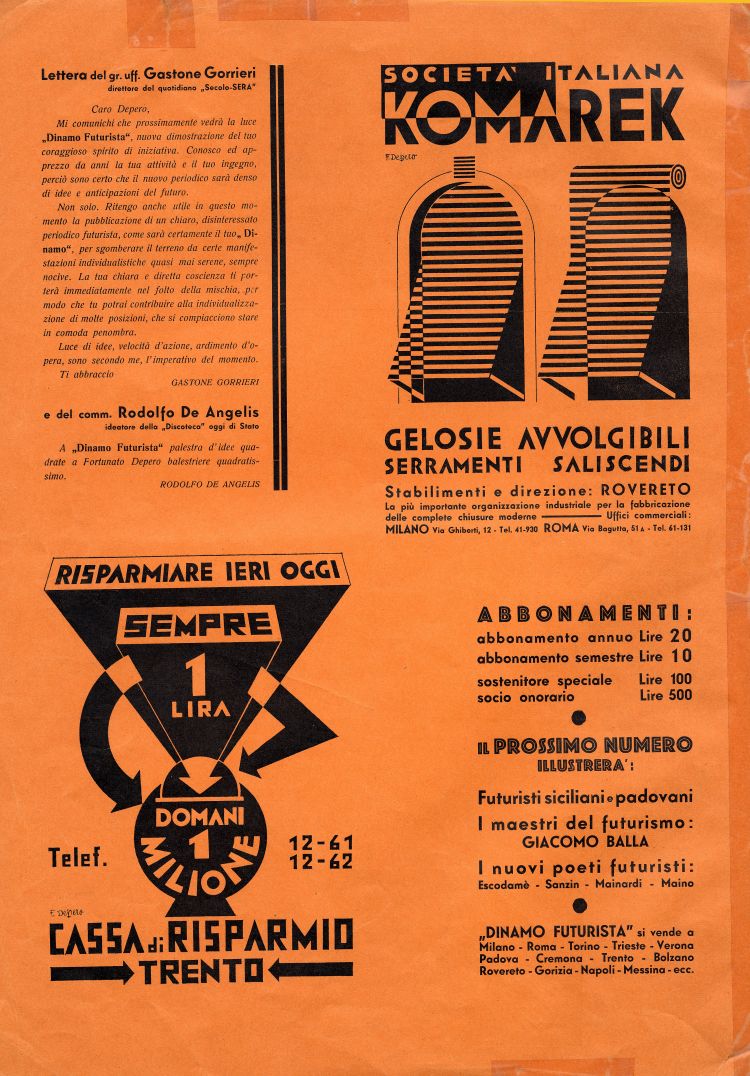 Lettera del gr. uff. Gastone Gorrieri
direttore del quotidiano „Secolo-SERA"
Caro Depero,
Mi comunichi che prossimamente vedrà la luce
„Dinamo Futurista", nuova dimostrazione del tuo
coraggioso spirito di iniziativa. Conosco ed ap-
prezzo da anni la tua attività e il tuo ingegno,
perciò sono certo che il nuovo periodico sarà denso
di idee e anticipazioni del futuro.
Non solo. Ritengo anche utile in questo mo-
mento la pubblicazione di un chiaro, disinteressato
periodico futurista, come sarà certamente il tuo „Di-
namo", per sgomberare il terreno da certe manife-
stazioni individualistiche quasi mai serene, sempre
nocive. La tua chiara e diretta coscienza ti por-
terà immediatamente nel folto della mischia, per
modo che tu potrai contribuire alla individualizza-
zione di molte posizioni, che si compiacciono stare
in comoda penombra.
Luce di idee, velocità d'azione, ardimento d'o-
pera, sono secondo me, l'imperativo del momento.
Ti abbraccio
GASTONE GORRIERI
e del comm. Rodolfo De Angelis
ideatore della „Discoteca" oggi di Stato
A „Dinamo Futurista" palestra d'idee qua-
drate a Fortunato Depero balestriere quadratis-
simo.
RODOLFO DE ANGELIS
SOCIETÀ ITALIANA
KOMAREK
F. Depero
GELOSIE AVVOLGIBILI
SERRAMENTI SALISCENDI
Stabilimenti e direzione: ROVERETO
La più importante organizzazione industriale per la fabbricazione
delle complete chiusure moderne — Uffici commerciali:
MILANO Via Ghiberti, 12 - Tel. 41-930 ROMA Via Bagutta, 51 A - Tel. 61-131
RISPARMIARE IERI OGGI
SEMPRE
1
LIRA
DOMANI
1
MILIONE
Telef. 12-61
12-62
F. Depero
CASSA di RISPARMIO
TRENTO
ABBONAMENTI:
abbonamento annuo Lire 20
abbonamento semestre Lire 10
sostenitore speciale Lire 100
socio onorario Lire 500
IL PROSSIMO NUMERO
ILLUSTRERA':
Futuristi siciliani e padovani
I maestri del futurismo:
GIACOMO BALLA
I nuovi poeti futuristi:
Escodamè - Sanzin - Mainardi - Maino
„DINAMO FUTURISTA" si vende a
Milano - Roma - Torino - Trieste - Verona
Padova - Cremona - Trento - Bolzano
Rovereto - Gorizia - Napoli - Messina - ecc.